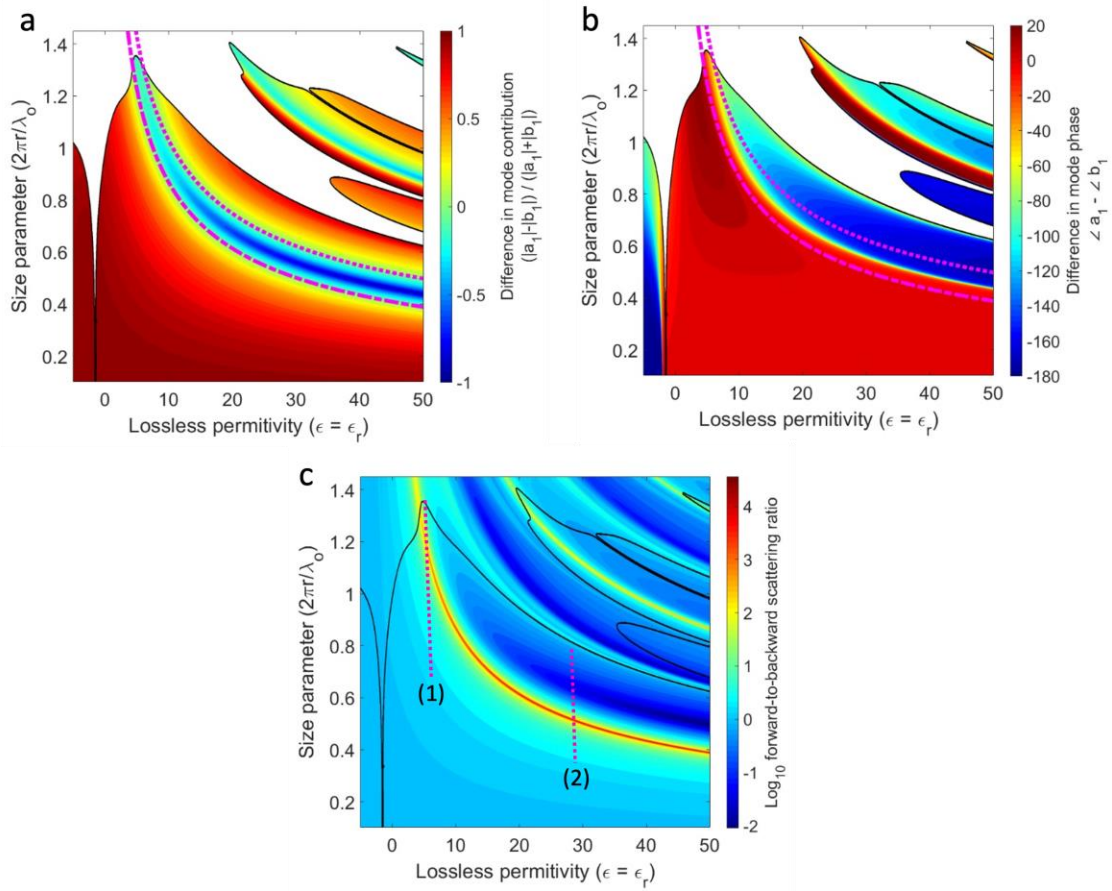 a
1.4
1.2
1
0.8
0.6
0.4
0.2
Size parameter (2πr/λ₀)
0 10 20 30 40 50
Lossless permitivity (ϵ = ϵᵣ)
1
0.5
0
-0.5
-1
Difference in mode contribution
(|a₁|-|b₁|) / (|a₁|+|b₁|)
b
1.4
1.2
1
0.8
0.6
0.4
0.2
Size parameter (2πr/λ₀)
0 10 20 30 40 50
Lossless permitivity (ϵ = ϵᵣ)
20
0
-20
-40
-60
-80
-100
-120
-140
-160
-180
Difference in mode phase
∠ a₁ - ∠ b₁
c
1.4
1.2
1
0.8
0.6
0.4
0.2
Size parameter (2πr/λ₀)
(1)
(2)
0 10 20 30 40 50
Lossless permitivity (ϵ = ϵᵣ)
4
3
2
1
0
-1
-2
Log₁₀ forward-to-backward scattering ratio